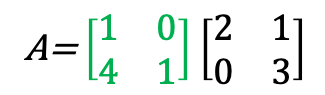 A= [1 0] [2 1]
[4 1] [0 3]